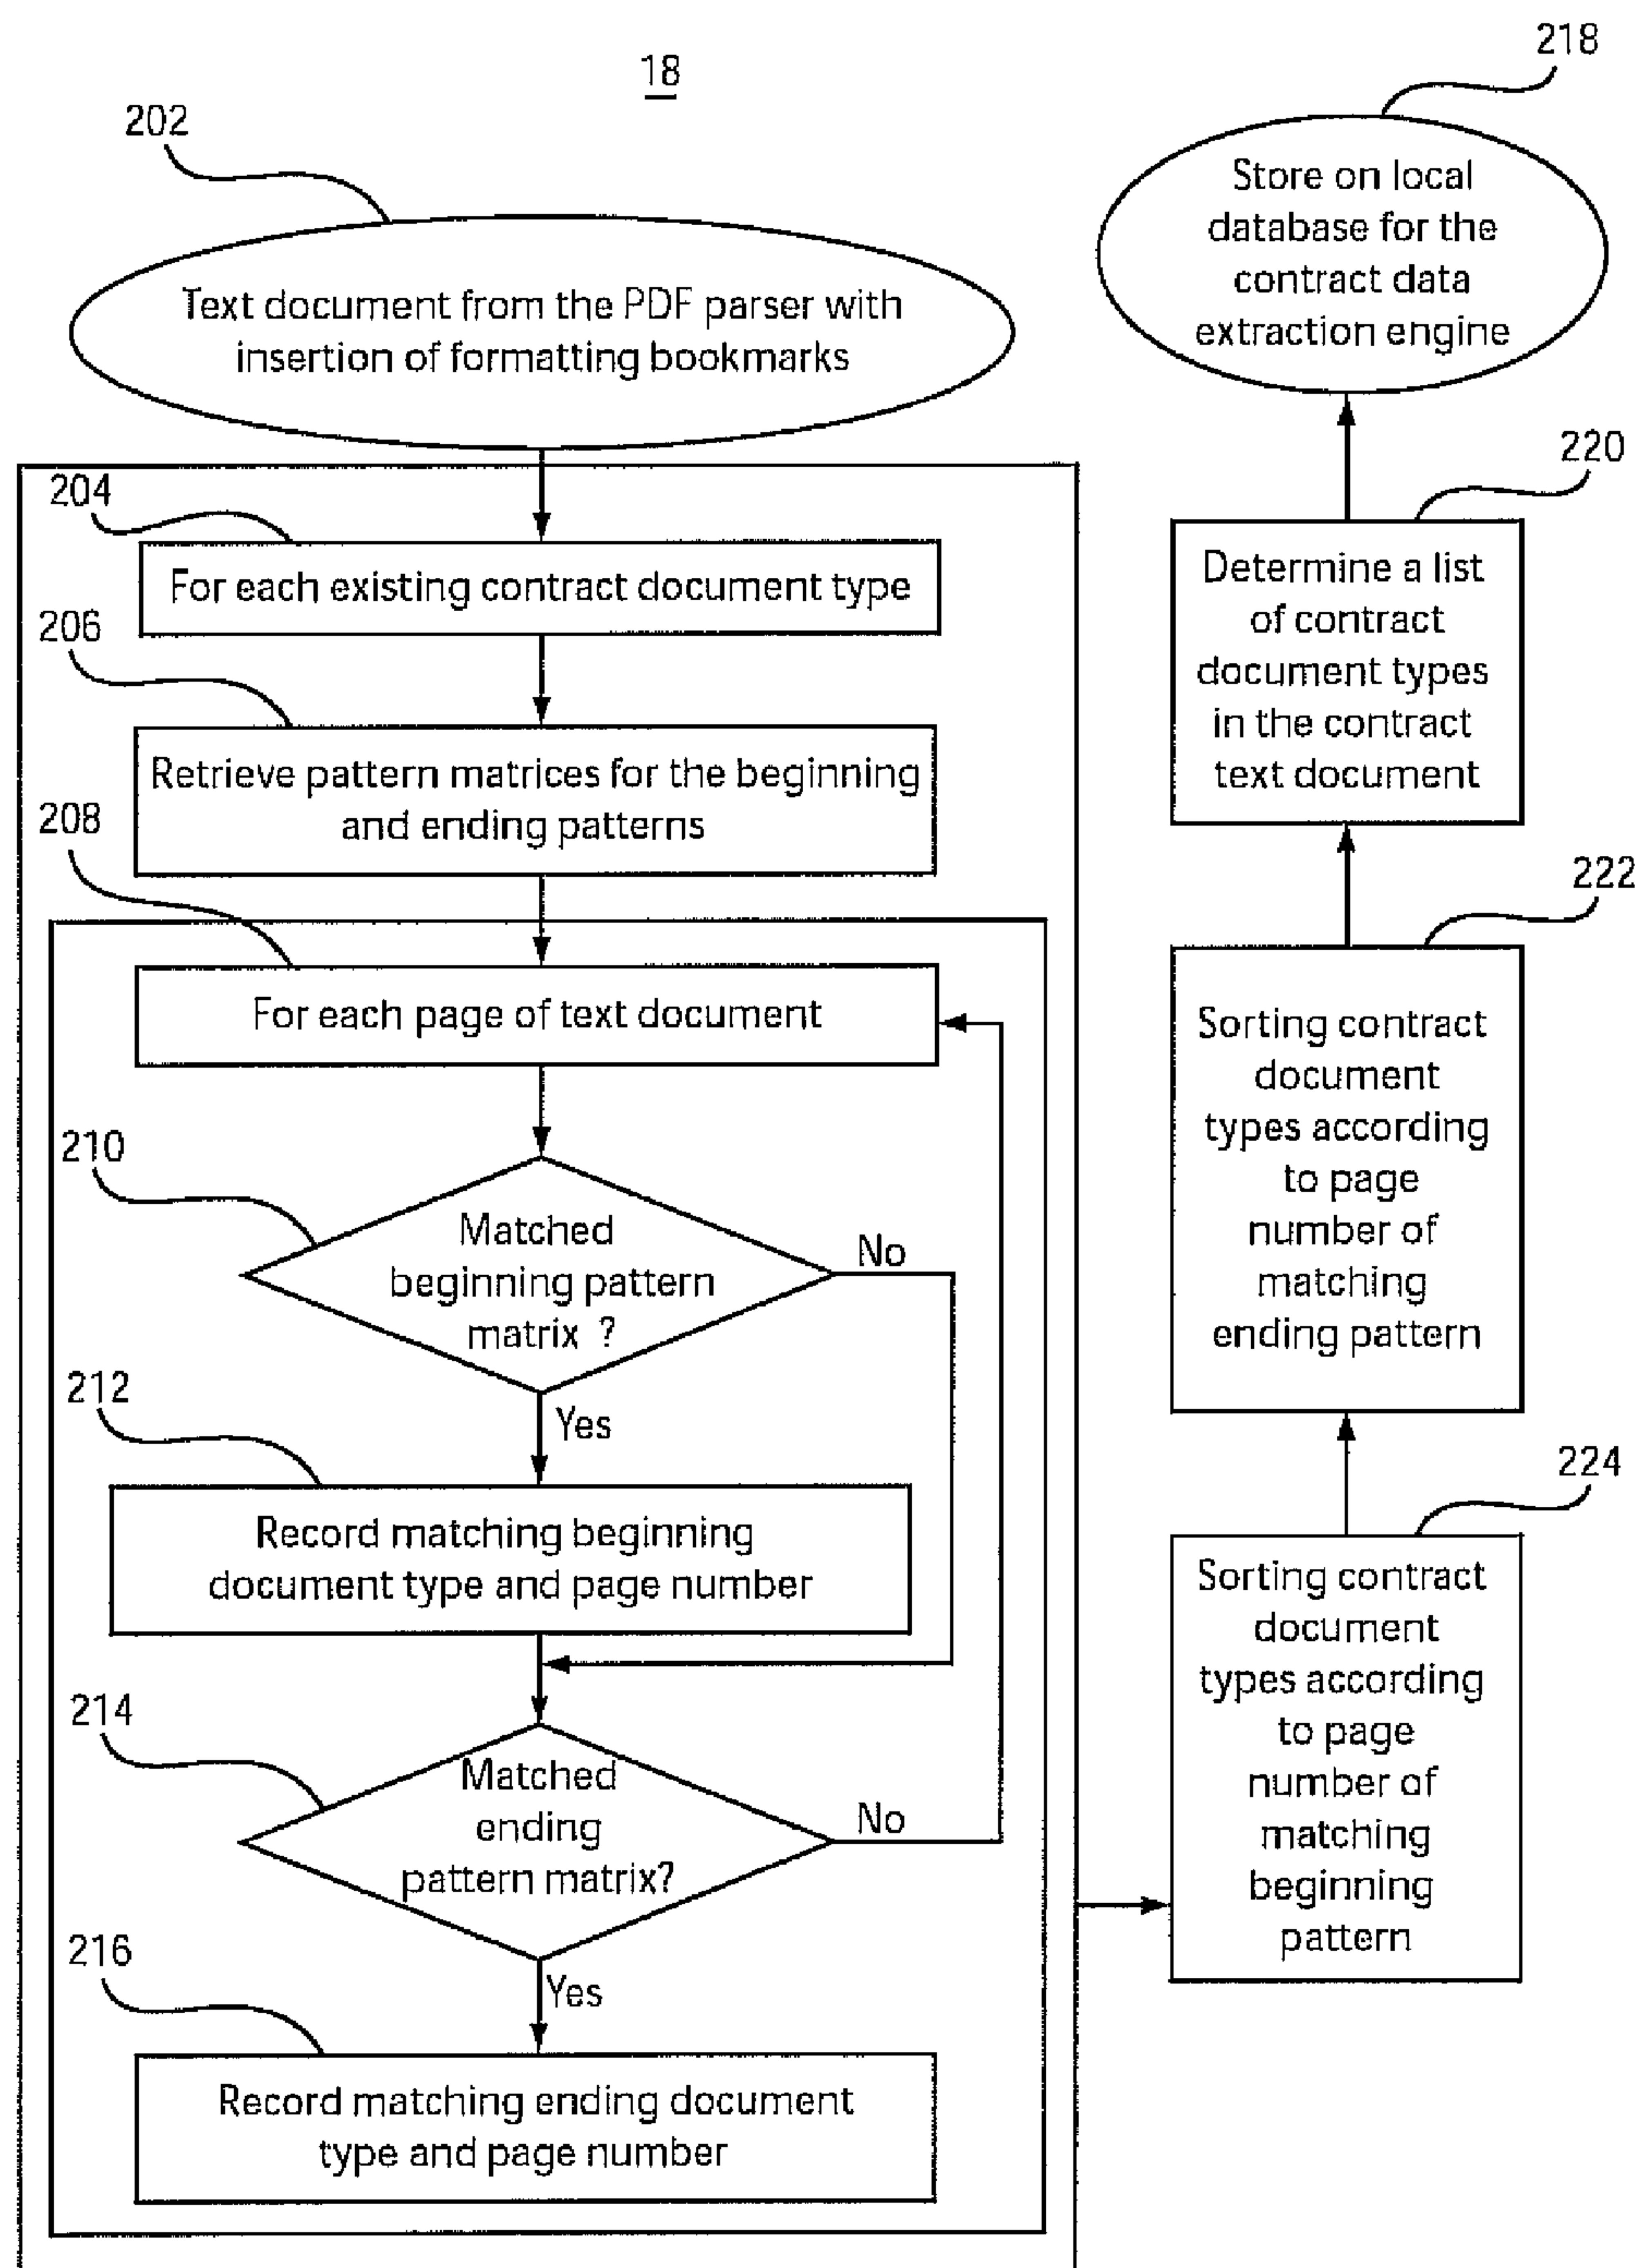 18
202
Text document from the PDF parser with
insertion of formatting bookmarks
204
For each existing contract document type
206
Retrieve pattern matrices for the beginning
and ending patterns
208
For each page of text document
210
Matched
beginning pattern
matrix ?
No
Yes
212
Record matching beginning
document type and page number
214
Matched
ending
pattern matrix?
No
Yes
216
Record matching ending document
type and page number
218
Store on local
database for the
contract data
extraction engine
220
Determine a list
of contract
document types
in the contract
text document
222
Sorting contract
document
types according
to page
number of
matching
ending pattern
224
Sorting contract
document
types according
to page
number of
matching
beginning
pattern